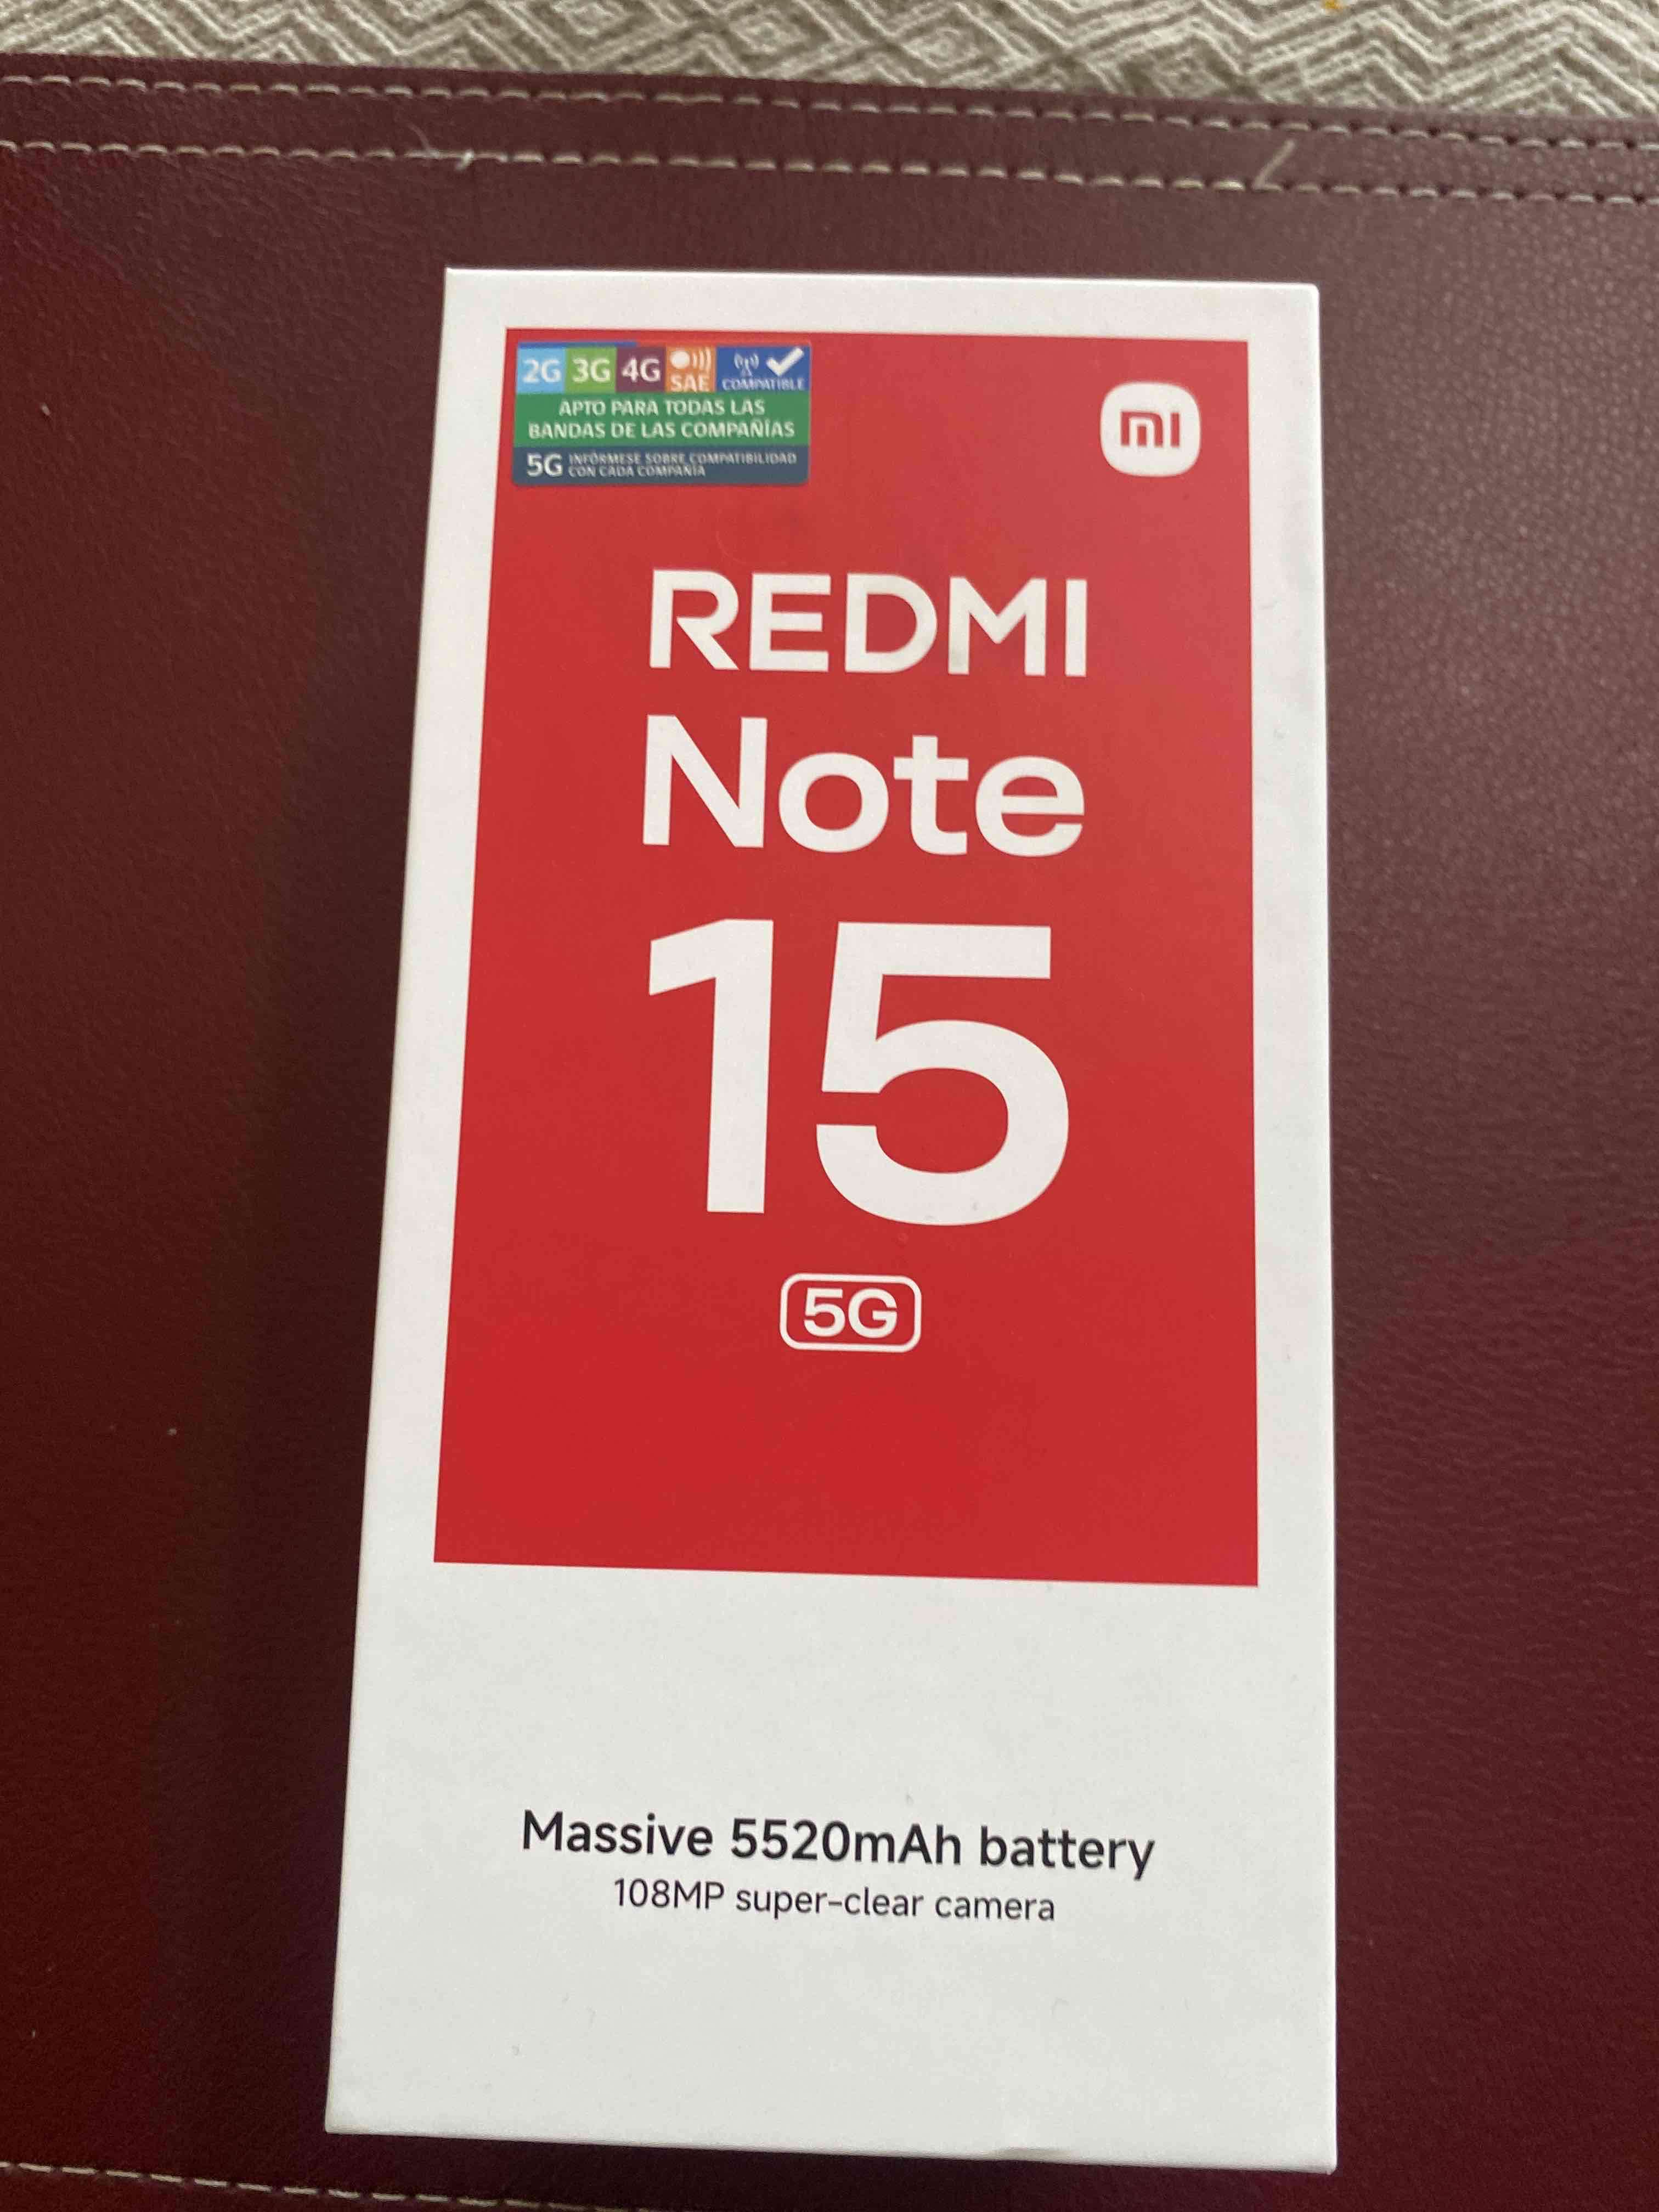 2G 3G 4G SAE COMPATIBLE
APTO PARA TODAS LAS
BANDAS DE LAS COMPAÑÍAS
5G INFÓRMESE SOBRE COMPATIBILIDAD
CON CADA COMPAÑÍA
mi
REDMI
Note
15
5G
Massive 5520mAh battery
108MP super-clear camera